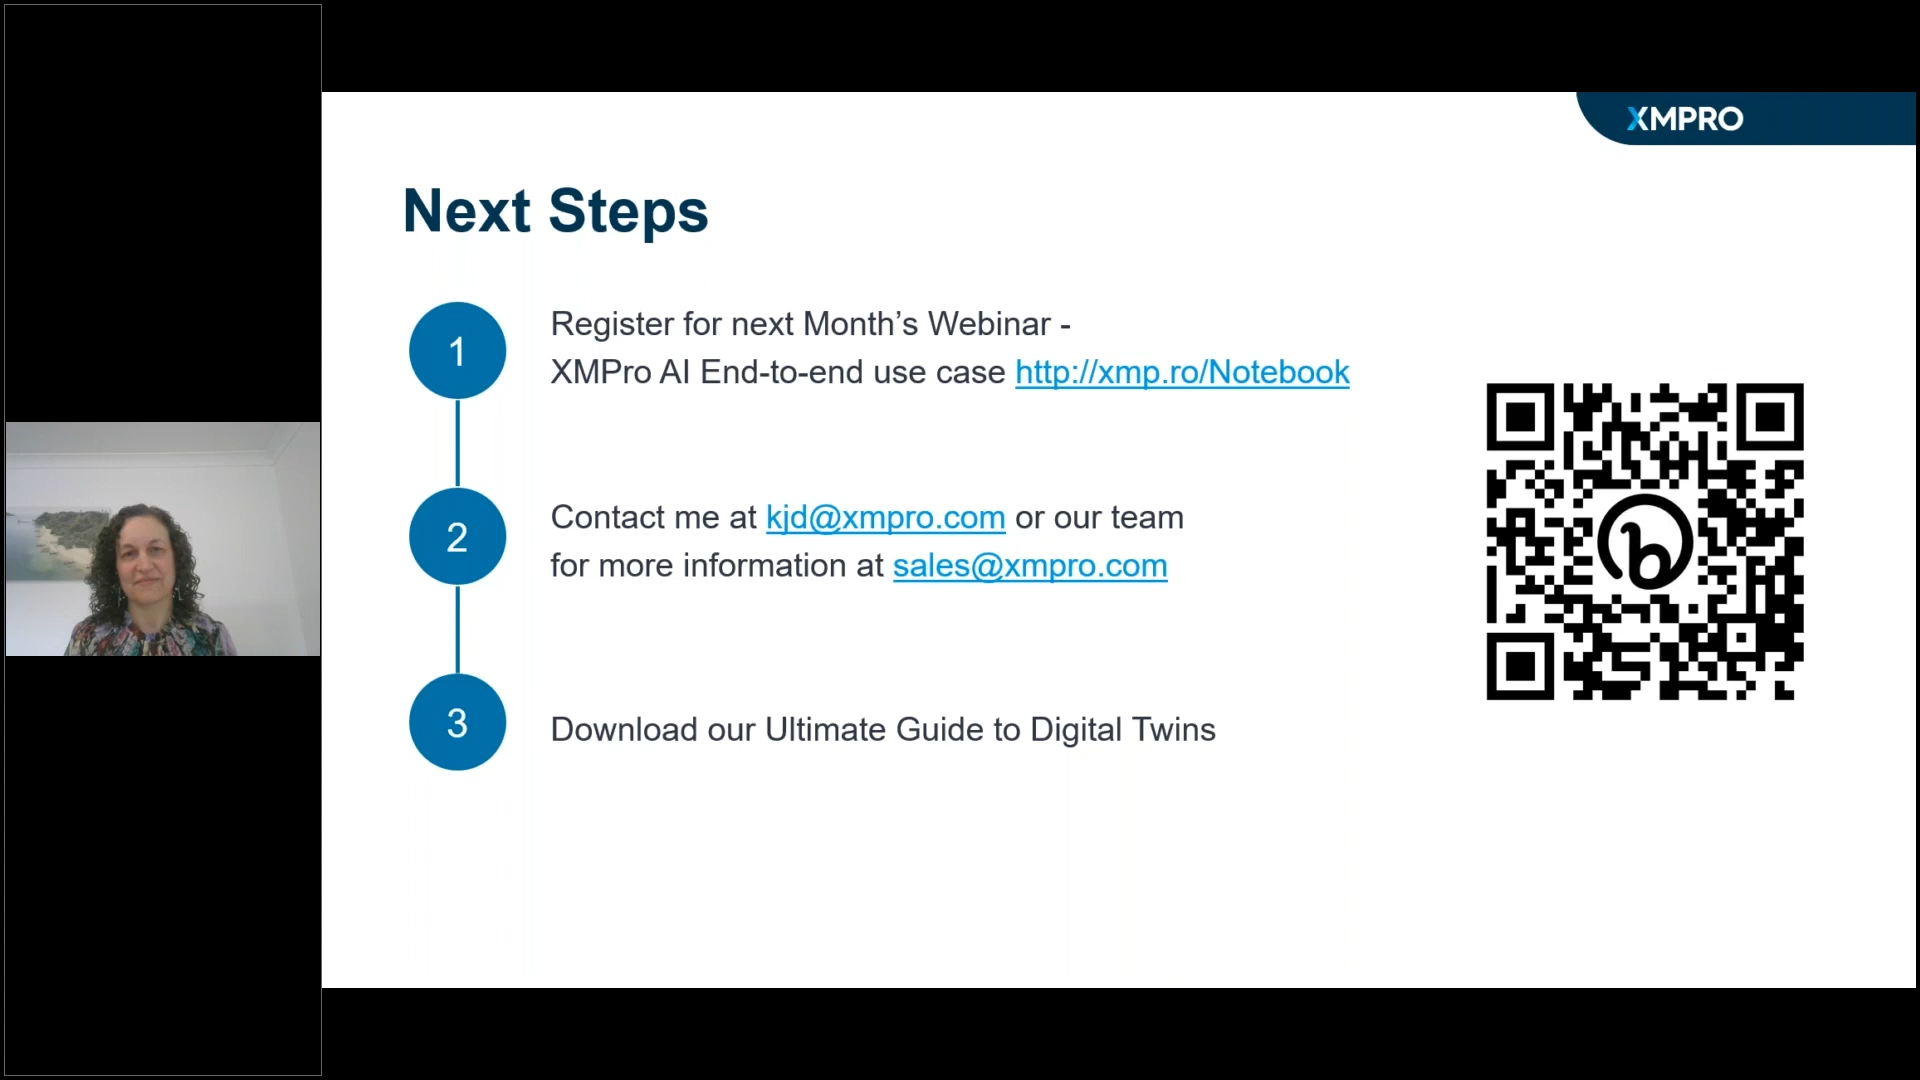 XMPRO
Next Steps
1
Register for next Month’s Webinar -
XMPro AI End-to-end use case http://xmp.ro/Notebook
2
Contact me at kjd@xmpro.com or our team
for more information at sales@xmpro.com
3
Download our Ultimate Guide to Digital Twins